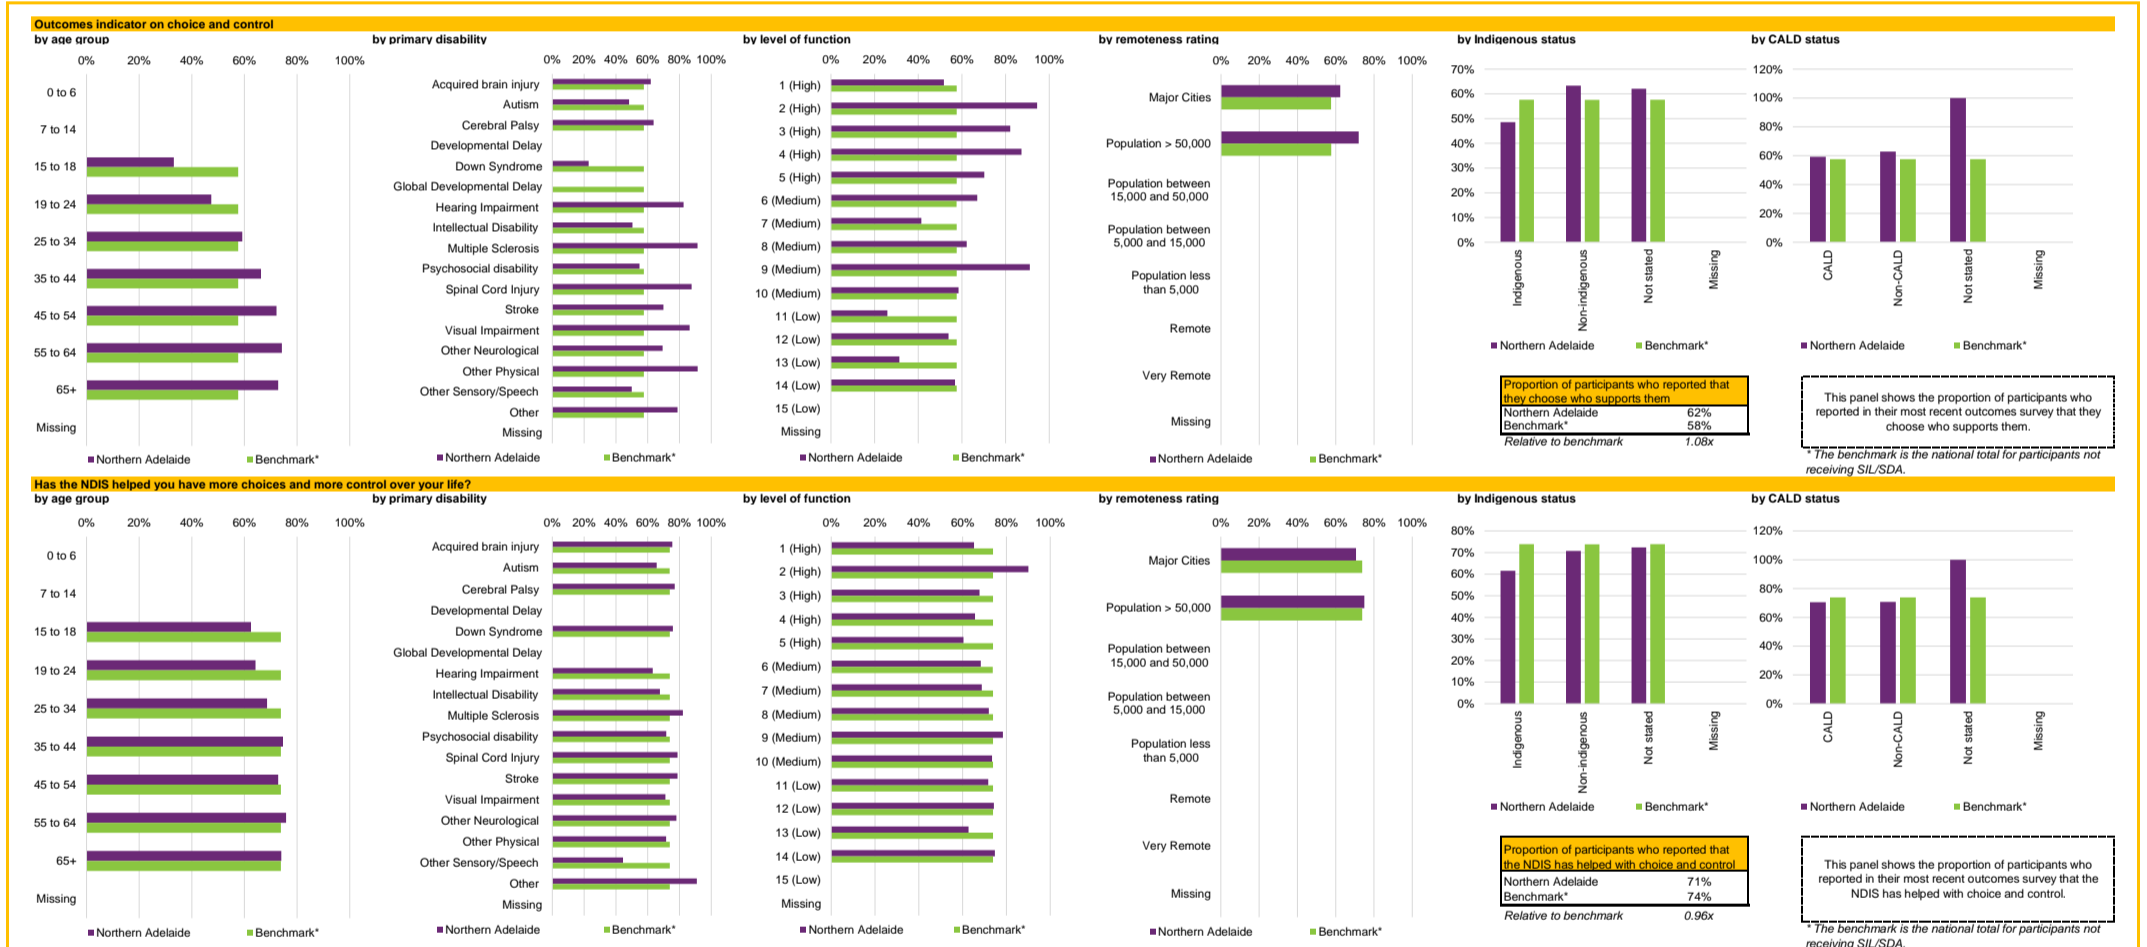 Outcomes indicator on choice and control
by age group
0% 20% 40% 60% 80% 100%
0 to 6
7 to 14
15 to 18
19 to 24
25 to 34
35 to 44
45 to 54
55 to 64
65+
Missing
Northern Adelaide Benchmark*
by primary disability
0% 20% 40% 60% 80% 100%
Acquired brain injury
Autism
Cerebral Palsy
Developmental Delay
Down Syndrome
Global Developmental Delay
Hearing Impairment
Intellectual Disability
Multiple Sclerosis
Psychosocial disability
Spinal Cord Injury
Stroke
Visual Impairment
Other Neurological
Other Physical
Other Sensory/Speech
Other
Missing
Northern Adelaide Benchmark*
by level of function
0% 20% 40% 60% 80% 100%
1 (High)
2 (High)
3 (High)
4 (High)
5 (High)
6 (Medium)
7 (Medium)
8 (Medium)
9 (Medium)
10 (Medium)
11 (Low)
12 (Low)
13 (Low)
14 (Low)
15 (Low)
Missing
Northern Adelaide Benchmark*
by remoteness rating
0% 20% 40% 60% 80% 100%
Major Cities
Population > 50,000
Population between
15,000 and 50,000
Population between
5,000 and 15,000
Population less
than 5,000
Remote
Very Remote
Missing
Northern Adelaide Benchmark*
by Indigenous status
70%
60%
50%
40%
30%
20%
10%
0%
Indigenous
Non-indigenous
Not stated
Missing
Northern Adelaide Benchmark*
Proportion of participants who reported that
they choose who supports them
Northern Adelaide 62%
Benchmark* 58%
Relative to benchmark 1.08x
by CALD status
120%
100%
80%
60%
40%
20%
0%
CALD
Non-CALD
Not stated
Missing
Northern Adelaide Benchmark*
This panel shows the proportion of participants who
reported in their most recent outcomes survey that they
choose who supports them.
* The benchmark is the national total for participants not
receiving SIL/SDA.
Has the NDIS helped you have more choices and more control over your life?
by age group
0% 20% 40% 60% 80% 100%
0 to 6
7 to 14
15 to 18
19 to 24
25 to 34
35 to 44
45 to 54
55 to 64
65+
Missing
Northern Adelaide Benchmark*
by primary disability
0% 20% 40% 60% 80% 100%
Acquired brain injury
Autism
Cerebral Palsy
Developmental Delay
Down Syndrome
Global Developmental Delay
Hearing Impairment
Intellectual Disability
Multiple Sclerosis
Psychosocial disability
Spinal Cord Injury
Stroke
Visual Impairment
Other Neurological
Other Physical
Other Sensory/Speech
Other
Missing
Northern Adelaide Benchmark*
by level of function
0% 20% 40% 60% 80% 100%
1 (High)
2 (High)
3 (High)
4 (High)
5 (High)
6 (Medium)
7 (Medium)
8 (Medium)
9 (Medium)
10 (Medium)
11 (Low)
12 (Low)
13 (Low)
14 (Low)
15 (Low)
Missing
Northern Adelaide Benchmark*
by remoteness rating
0% 20% 40% 60% 80% 100%
Major Cities
Population > 50,000
Population between
15,000 and 50,000
Population between
5,000 and 15,000
Population less
than 5,000
Remote
Very Remote
Missing
Northern Adelaide Benchmark*
by Indigenous status
80%
70%
60%
50%
40%
30%
20%
10%
0%
Indigenous
Non-indigenous
Not stated
Missing
Northern Adelaide Benchmark*
Proportion of participants who reported that
the NDIS has helped with choice and control
Northern Adelaide 71%
Benchmark* 74%
Relative to benchmark 0.96x
by CALD status
120%
100%
80%
60%
40%
20%
0%
CALD
Non-CALD
Not stated
Missing
Northern Adelaide Benchmark*
This panel shows the proportion of participants who
reported in their most recent outcomes survey that the
NDIS has helped with choice and control.
* The benchmark is the national total for participants not
receiving SIL/SDA.